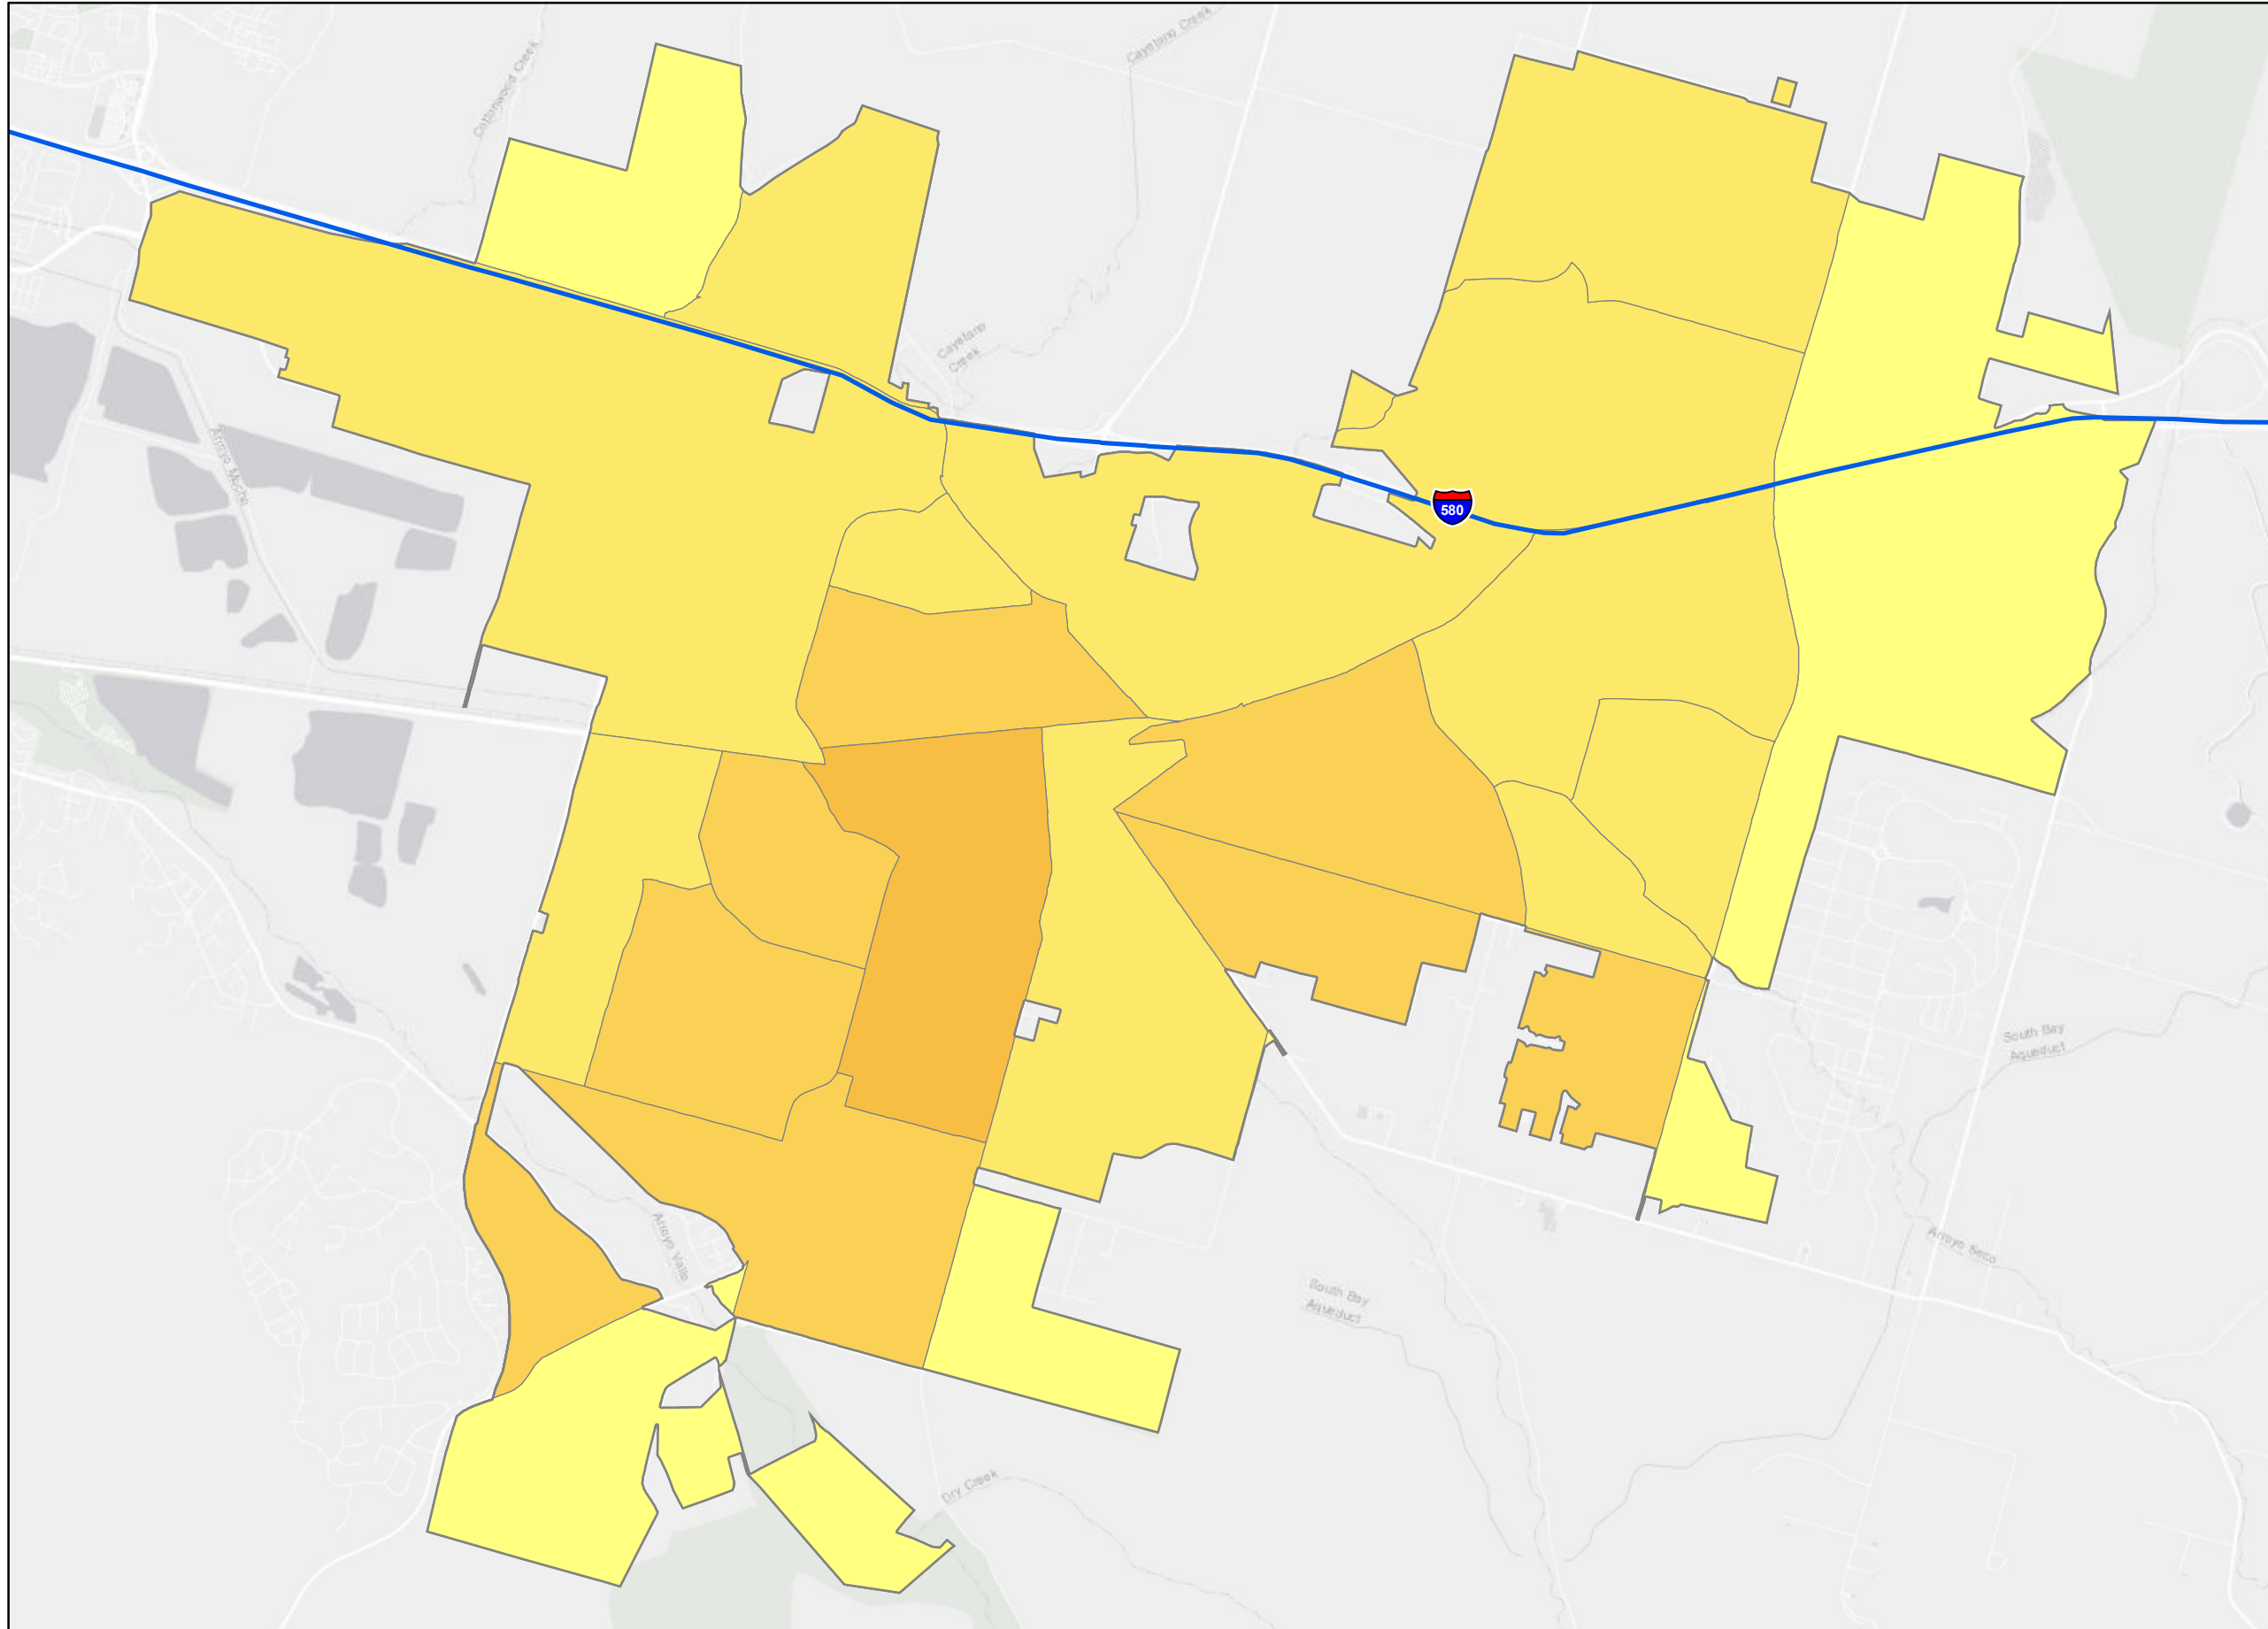 Cottonwood Creek
Cayetano Creek
Cayetano
Creek
Arroyo Mocho
580
South Bay
Aqueduct
Arroyo Valle
South Bay
Aqueduct
Arroyo Seco
Dry Creek